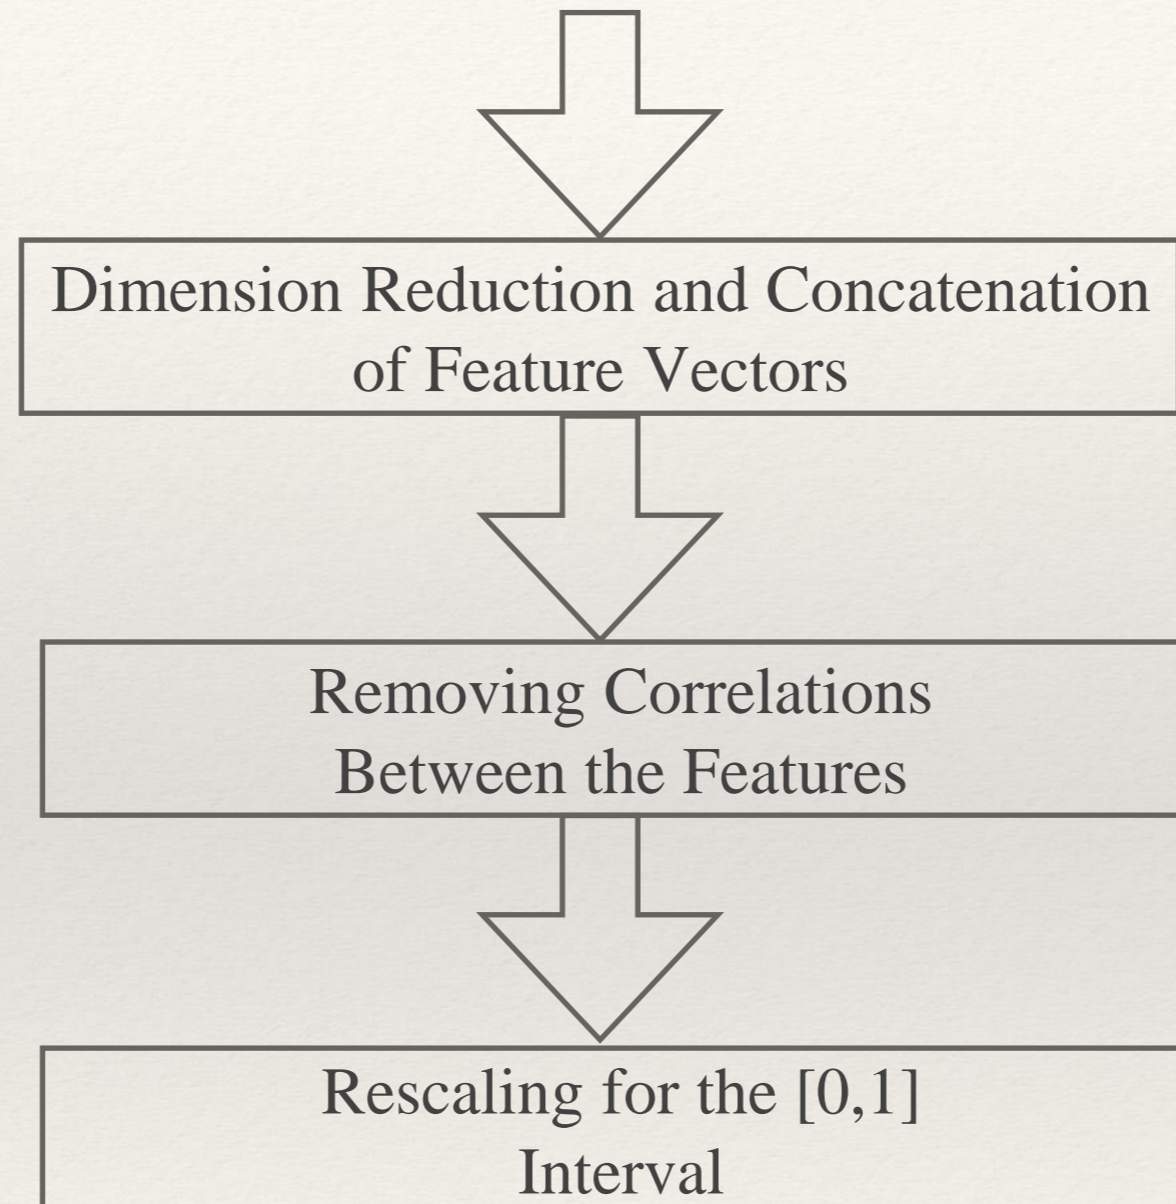 Dimension Reduction and Concatenation
of Feature Vectors
Removing Correlations
Between the Features
Rescaling for the [0,1]
Interval